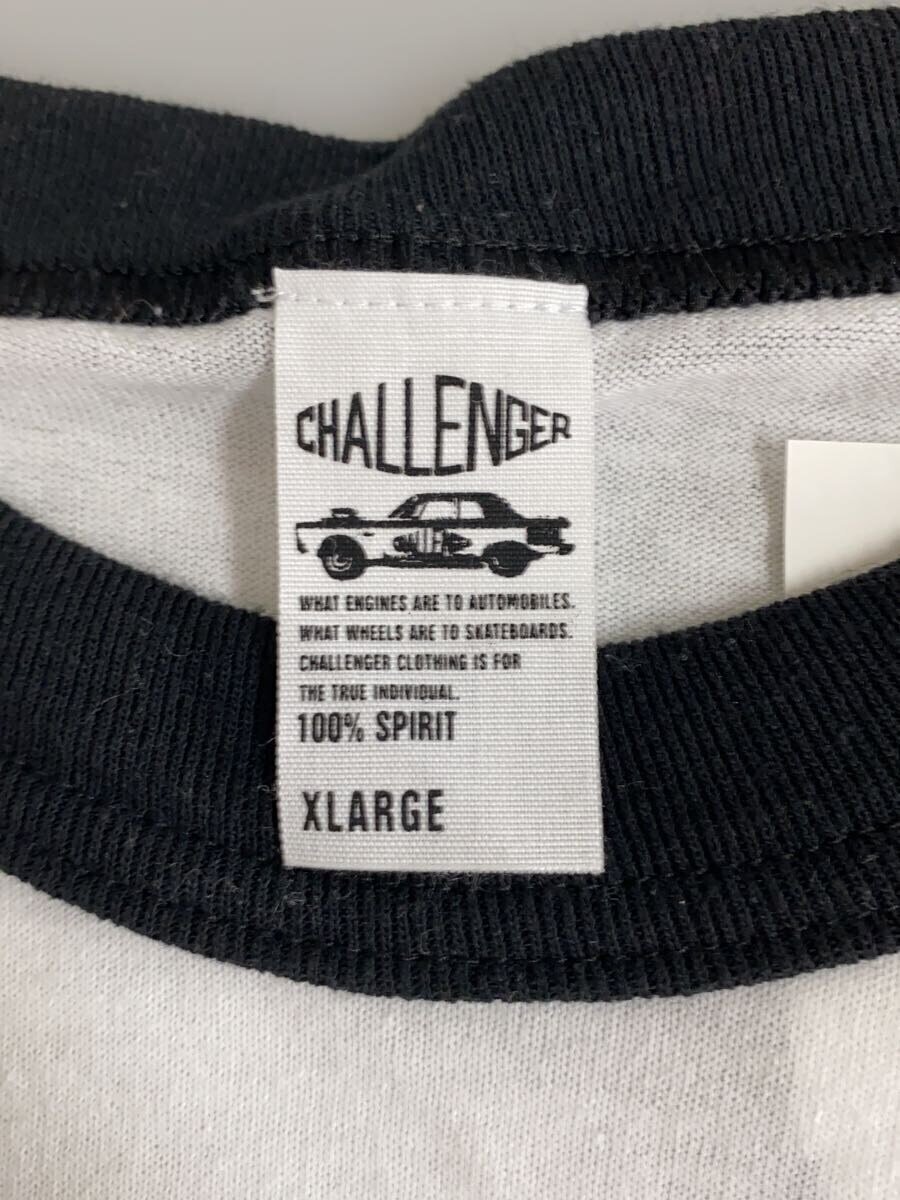 CHALLENGER
WHAT ENGINES ARE TO AUTOMOBILES.
WHAT WHEELS ARE TO SKATEBOARDS.
CHALLENGER CLOTHING IS FOR
THE TRUE INDIVIDUAL.
100% SPIRIT
XLARGE